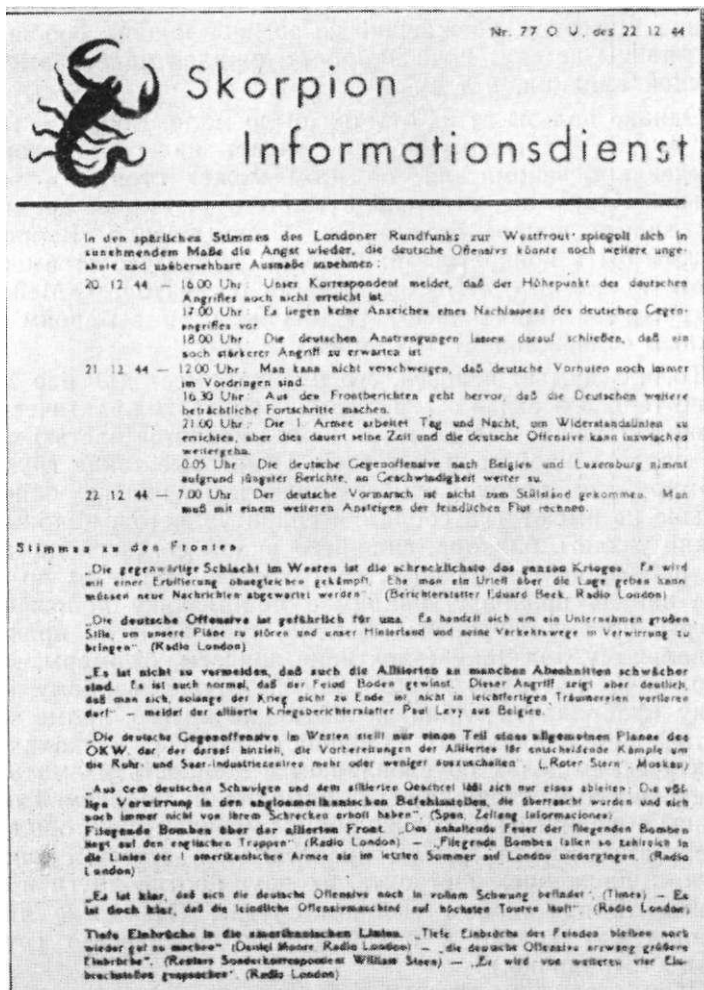 Nr. 77 O. U. des 22 12 44
Skorpion
Informationsdienst
In den spärliches Stimmes des Londoner Rundfunks zur Westfront spiegelt sich in
zunehmendem Maße die Angst wieder, die deutsche Offensive könnte noch weitere unge-
ahnte und unübersehbare Ausmaße annehmen:
20 12 44 — 16.00 Uhr: Unser Korrespondent meldet, daß der Höhepunkt des deutschen
Angriffes noch nicht erreicht ist
17.00 Uhr: Es liegen keine Anzeichen eines Nachlassens des deutschen Gegen-
angriffes vor
18.00 Uhr: Die deutschen Anstrengungen lassen darauf schließen, daß ein
noch stärkerer Angriff zu erwarten ist
21 12 44 — 12.00 Uhr: Man kann nicht verschweigen, daß deutsche Vorhuten noch immer
im Vordringen sind.
16.30 Uhr: Aus den Frontberichten geht hervor, daß die Deutschen weitere
beträchtliche Fortschritte machen.
21.00 Uhr: Die 1. Armee arbeitet Tag und Nacht, um Widerstandslinien zu
errichten, aber dies dauert seine Zeit und die deutsche Offensive kann inzwischen
weitergehn.
0.05 Uhr: Die deutsche Gegenoffensive nach Belgien und Luxemburg nimmt
aufgrund jüngster Berichte, an Geschwindigkeit weiter zu.
22 12 44 — 7.00 Uhr: Der deutsche Vormarsch ist nicht zum Stillstand gekommen. Man
muß mit einem weiteren Ansteigen der feindlichen Flut rechnen.
Stimmes zu des Frontes
„Die gegenwärtige Schlacht im Westen ist die schrecklichste des ganzen Krieges. Es wird
mit einer Erbitterung ohnegleichen gekämpft. Ehe man ein Urteil über die Lage geben kann
müssen neue Nachrichten abgewartet werden" (Berichterstatter Eduard Beck, Radio London)
„Die deutsche Offensive ist gefährlich für uns. Es handelt sich um ein Unternehmen großen
Stils, um unsere Pläne zu stören und unser Hinterland und seine Verkehrswege in Verwirrung zu
bringen". (Radio London)
„Es ist nicht zu vermeiden, daß auch die Alliierten an manchen Abschnitten schwächer
sind. Es ist auch normal, daß der Feind Boden gewinnt. Dieser Angriff zeigt aber deutlich,
daß man sich, solange der Krieg nicht zu Ende ist, nicht in leichtfertigen Träumereien verlieren
darf" — meldet der alliierte Kriegsberichterstatter Paul Levy aus Belgien.
„Die deutsche Gegenoffensive im Westen stellt nur einen Teil eines allgemeinen Planes des
OKW. dar, der darauf hinzielt, die Vorbereitungen der Alliierten für entscheidende Kämpfe um
die Ruhr- und Saar-Industriezentren mehr oder weniger auszuschalten" („Roter Stern", Moskau)
„Aus dem deutschen Schweigen und dem alliierten Geschrei läßt sich nur eines ableiten: Die völ-
lige Verwirrung in den angloamerikanischen Befehlsstellen, die überrascht wurden und sich
noch immer nicht von ihrem Schrecken erholt haben". (Span. Zeitung Informaciones)
Fliegende Bomben über der alliierten Front. „Das anhaltende Feuer der fliegenden Bomben
liegt auf den englischen Truppen" (Radio London) — „Fliegende Bomben fallen so zahlreich in
die Linien der 1 amerikanischen Armee als im letzten Sommer auf London niedergingen. (Radio
London)
„Es ist klar, daß sich die deutsche Offensive noch in vollem Schwung befindet". (Times) — Es
ist doch klar, daß die feindliche Offensivmaschine auf höchsten Touren läuft". (Radio London)
Tiefe Einbrüche in die amerikanischen Linien. „Tiefe Einbrüche des Feindes bleiben noch
wieder gut zu machen" (Daniel Moore, Radio London) — „die deutsche Offensive erzwang größere
Einbrüche". (Reuters Sonderkorrespondent William Steen) — „Es wird von weiteren vier Ein-
bruchstellen gesprochen". (Radio London)